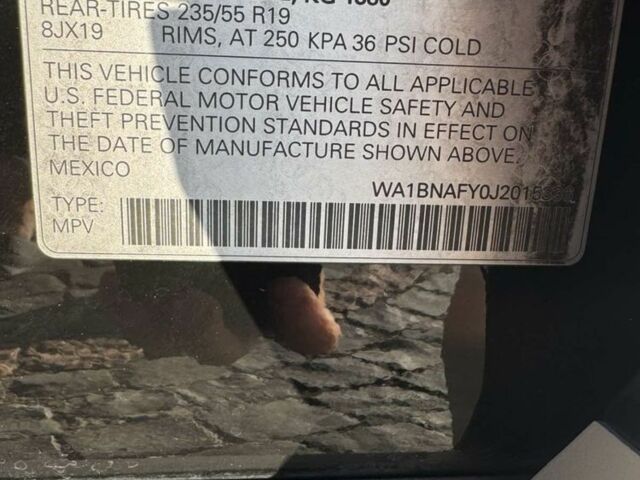 REAR-TIRES 235/55 R19
8JX19 RIMS, AT 250 KPA 36 PSI COLD
THIS VEHICLE CONFORMS TO ALL APPLICABLE
U.S. FEDERAL MOTOR VEHICLE SAFETY AND
THEFT PREVENTION STANDARDS IN EFFECT ON
THE DATE OF MANUFACTURE SHOWN ABOVE.
MEXICO
TYPE:
MPV